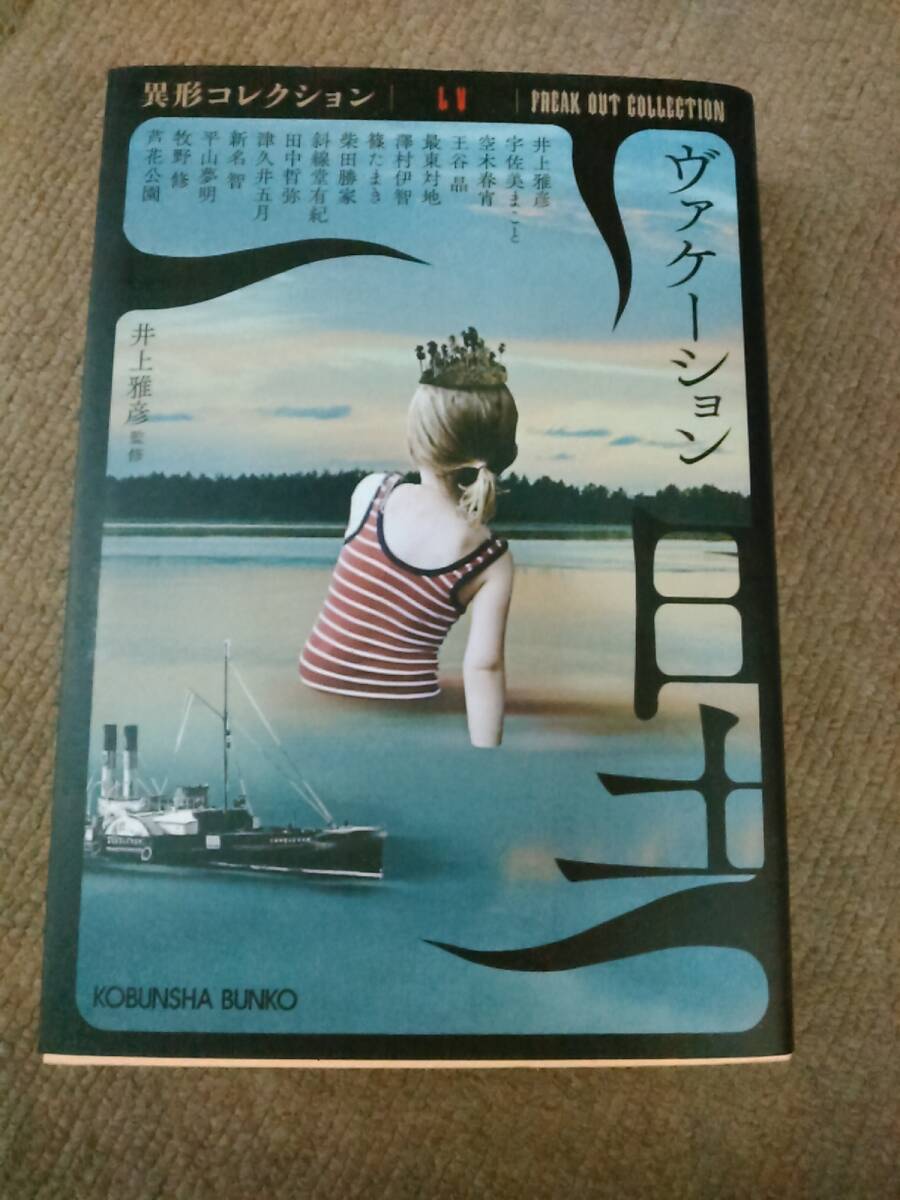 異形コレクション LV FREAK OUT COLLECTION
ヴァケーション
井上雅彦
宇佐美まこと
空木春宵
王谷晶
最東対地
澤村伊智
篠たまき
柴田勝家
斜線堂有紀
田中哲弥
津久井五月
新名智
平山夢明
牧野修
芦花公園
井上雅彦 監修
KOBUNSHA BUNKO